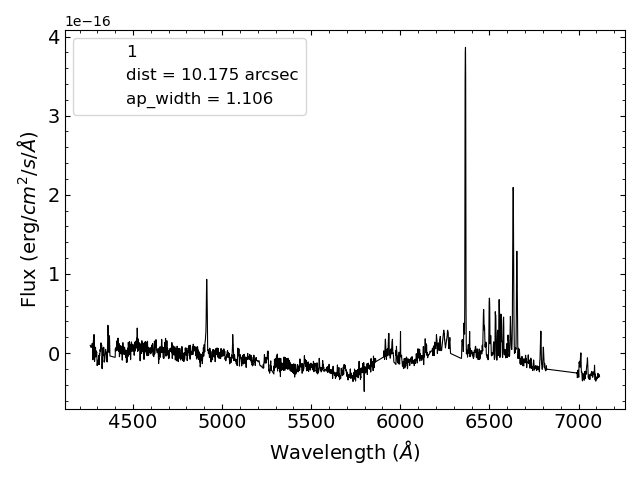 1e−16
1
dist = 10.175 arcsec
ap_width = 1.106
4
3
2
1
0
Flux (erg/cm²/s/Å)
4500 5000 5500 6000 6500 7000
Wavelength (Å)